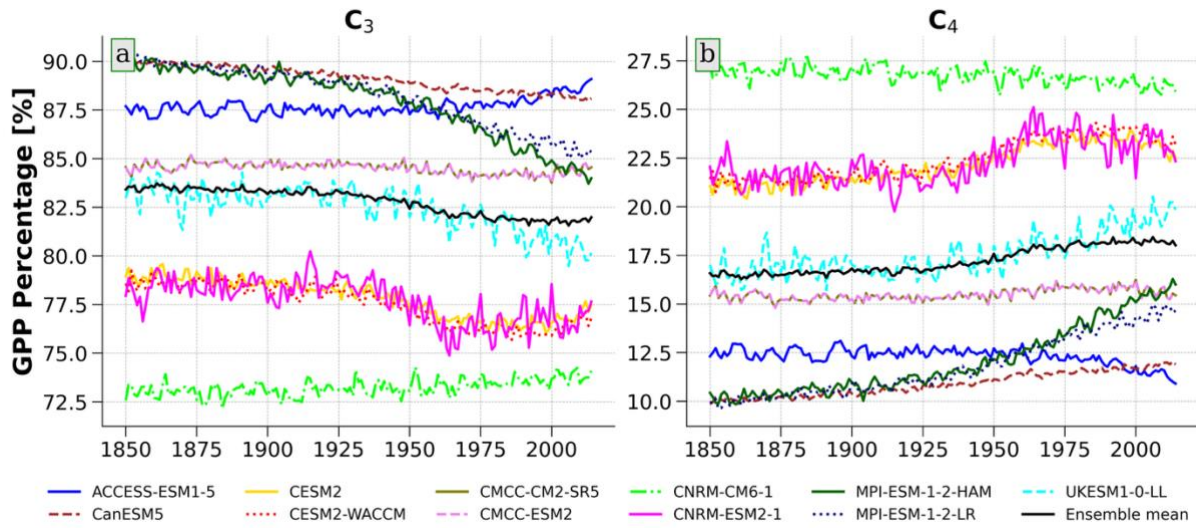 C₃ C₄
a b
GPP Percentage [%]
90.0 27.5
87.5 25.0
85.0 22.5
82.5 20.0
80.0 17.5
77.5 15.0
75.0 12.5
72.5 10.0
1850 1875 1900 1925 1950 1975 2000 1850 1875 1900 1925 1950 1975 2000
ACCESS-ESM1-5 CESM2 CMCC-CM2-SR5 CNRM-CM6-1 MPI-ESM-1-2-HAM UKESM1-0-LL
CanESM5 CESM2-WACCM CMCC-ESM2 CNRM-ESM2-1 MPI-ESM-1-2-LR Ensemble mean